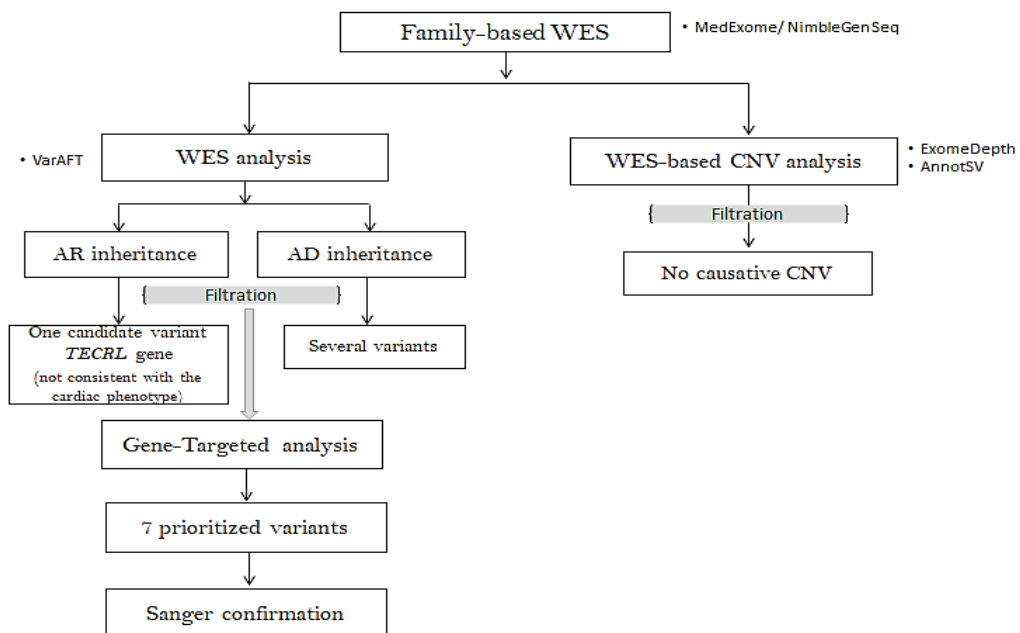 Family-based WES
• MedExome/ NimbleGenSeq
• VarAFT
WES analysis
WES-based CNV analysis
• ExomeDepth
• AnnotSV
{ Filtration }
AR inheritance
AD inheritance
No causative CNV
{ Filtration }
One candidate variant
TECRL gene
(not consistent with the
cardiac phenotype)
Several variants
Gene-Targeted analysis
7 prioritized variants
Sanger confirmation